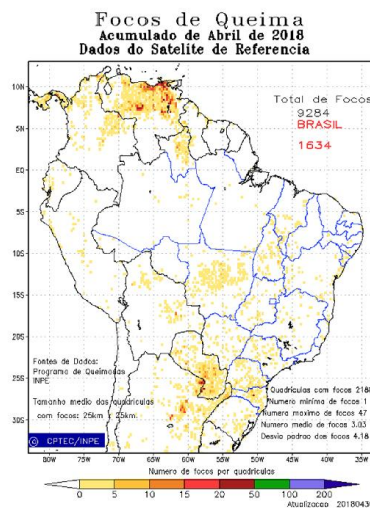 Focos de Queima
Acumulado de Abril de 2018
Dados do Satelite de Referencia
Total de Focos
9284
BRASIL
1634
10N
5N
EQ
5S
10S
15S
20S
25S
30S
Fontes de Dados:
Programa de Queimadas
INPE
Tamanho medio das quadriculas
com focos: 25km x 25km
Quadriculas com focos 2188
Numero minimo de focos 1
Numero maximo de focos 47
Numero medio de focos 3.03
Desvio padrao dos focos 4.18
© CPTEC/INPE
80W 75W 70W 65W 60W 55W 50W 45W 40W 35W
Numero de focos por quadriculas
0 5 10 15 20 50 100 200